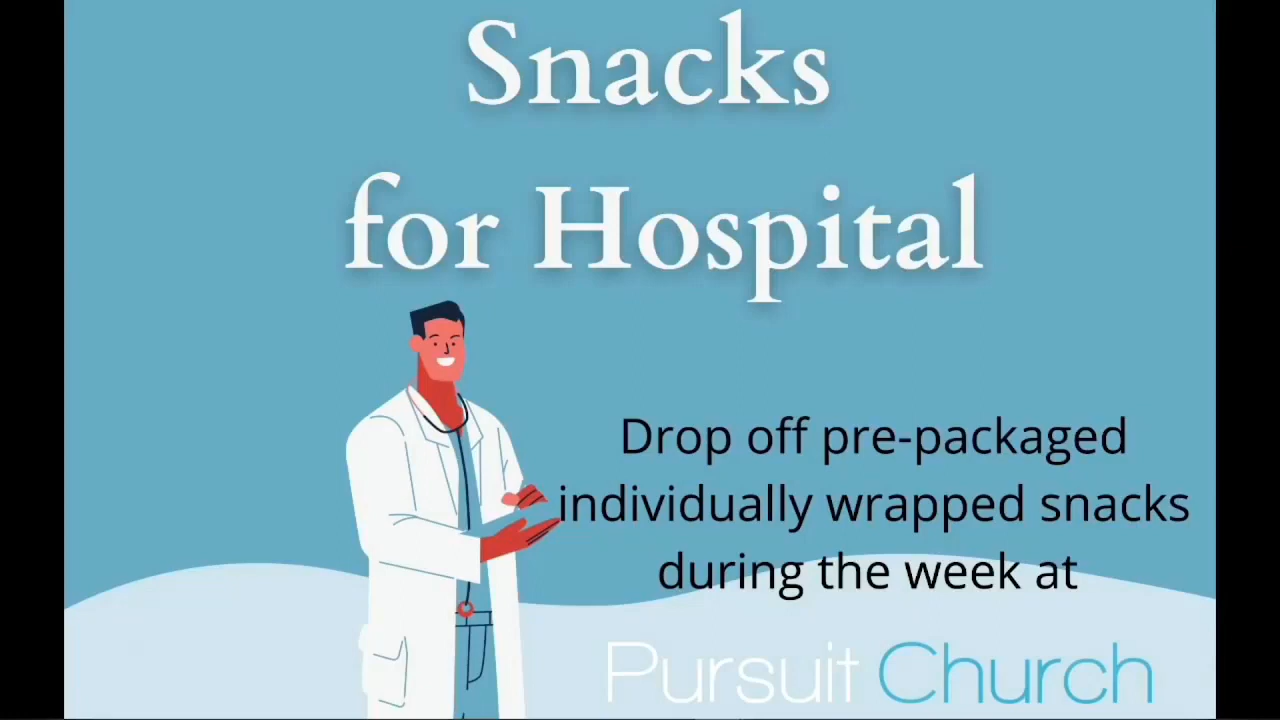 Snacks
for Hospital
Drop off pre-packaged
individually wrapped snacks
during the week at
Pursuit Church